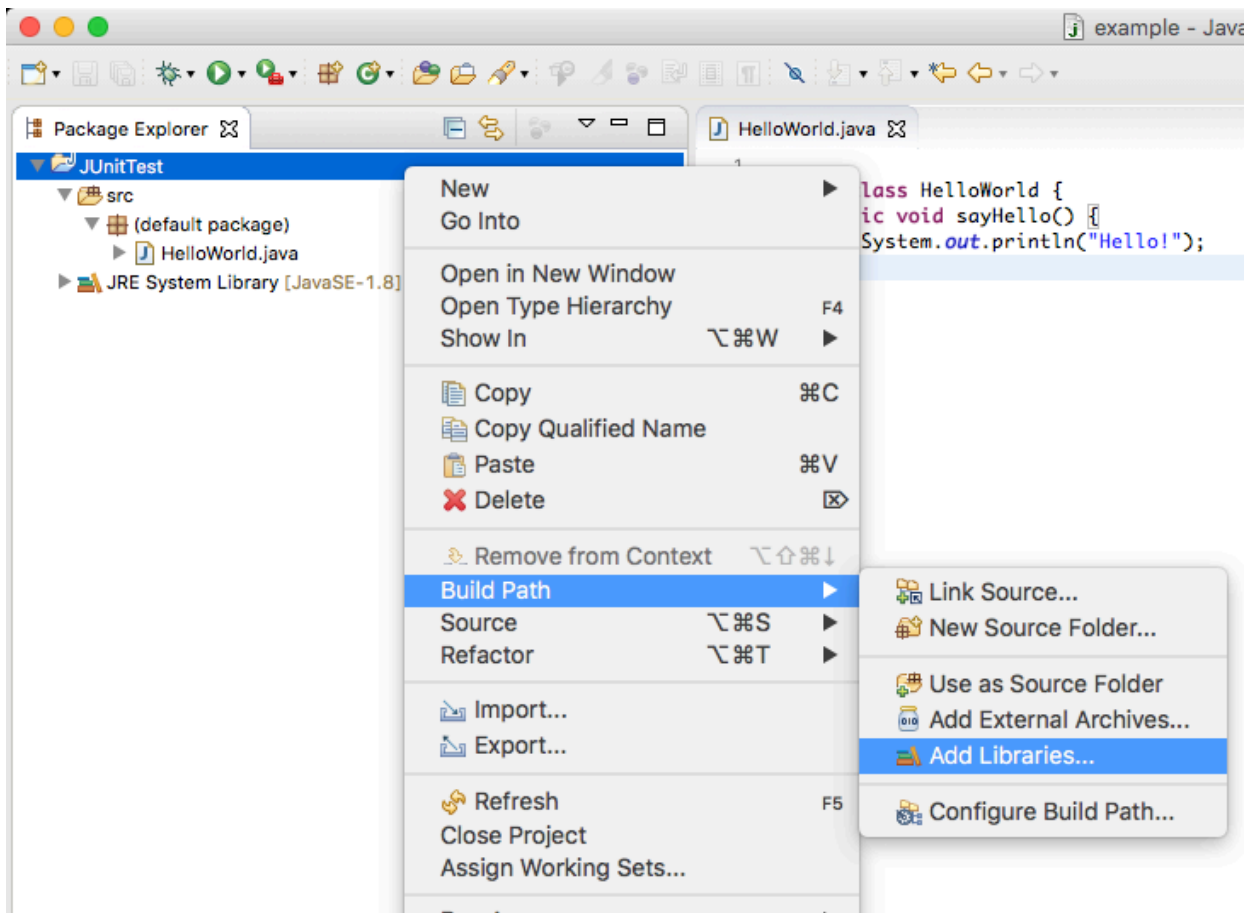 example - Java
Package Explorer
HelloWorld.java
JUnitTest
src
(default package)
HelloWorld.java
JRE System Library [JavaSE-1.8]
1
lass HelloWorld {
ic void sayHello() {
System.out.println("Hello!");
New
Go Into
Open in New Window
Open Type Hierarchy F4
Show In ⌥⌘W
Copy ⌘C
Copy Qualified Name
Paste ⌘V
Delete ⌦
Remove from Context ⌥⇧⌘↓
Build Path
Source ⌥⌘S
Refactor ⌥⌘T
Import...
Export...
Refresh F5
Close Project
Assign Working Sets...
Link Source...
New Source Folder...
Use as Source Folder
Add External Archives...
Add Libraries...
Configure Build Path...